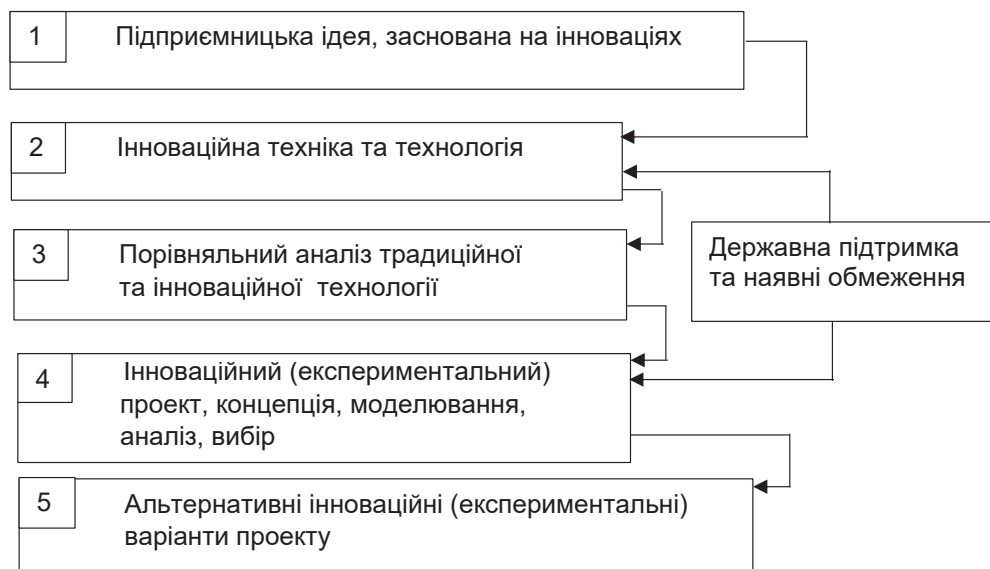 1 Підприємницька ідея, заснована на інноваціях
2 Інноваційна техніка та технологія
3 Порівняльний аналіз традиційної
та інноваційної технології
Державна підтримка
та наявні обмеження
4 Інноваційний (експериментальний)
проект, концепція, моделювання,
аналіз, вибір
5 Альтернативні інноваційні (експериментальні)
варіанти проекту